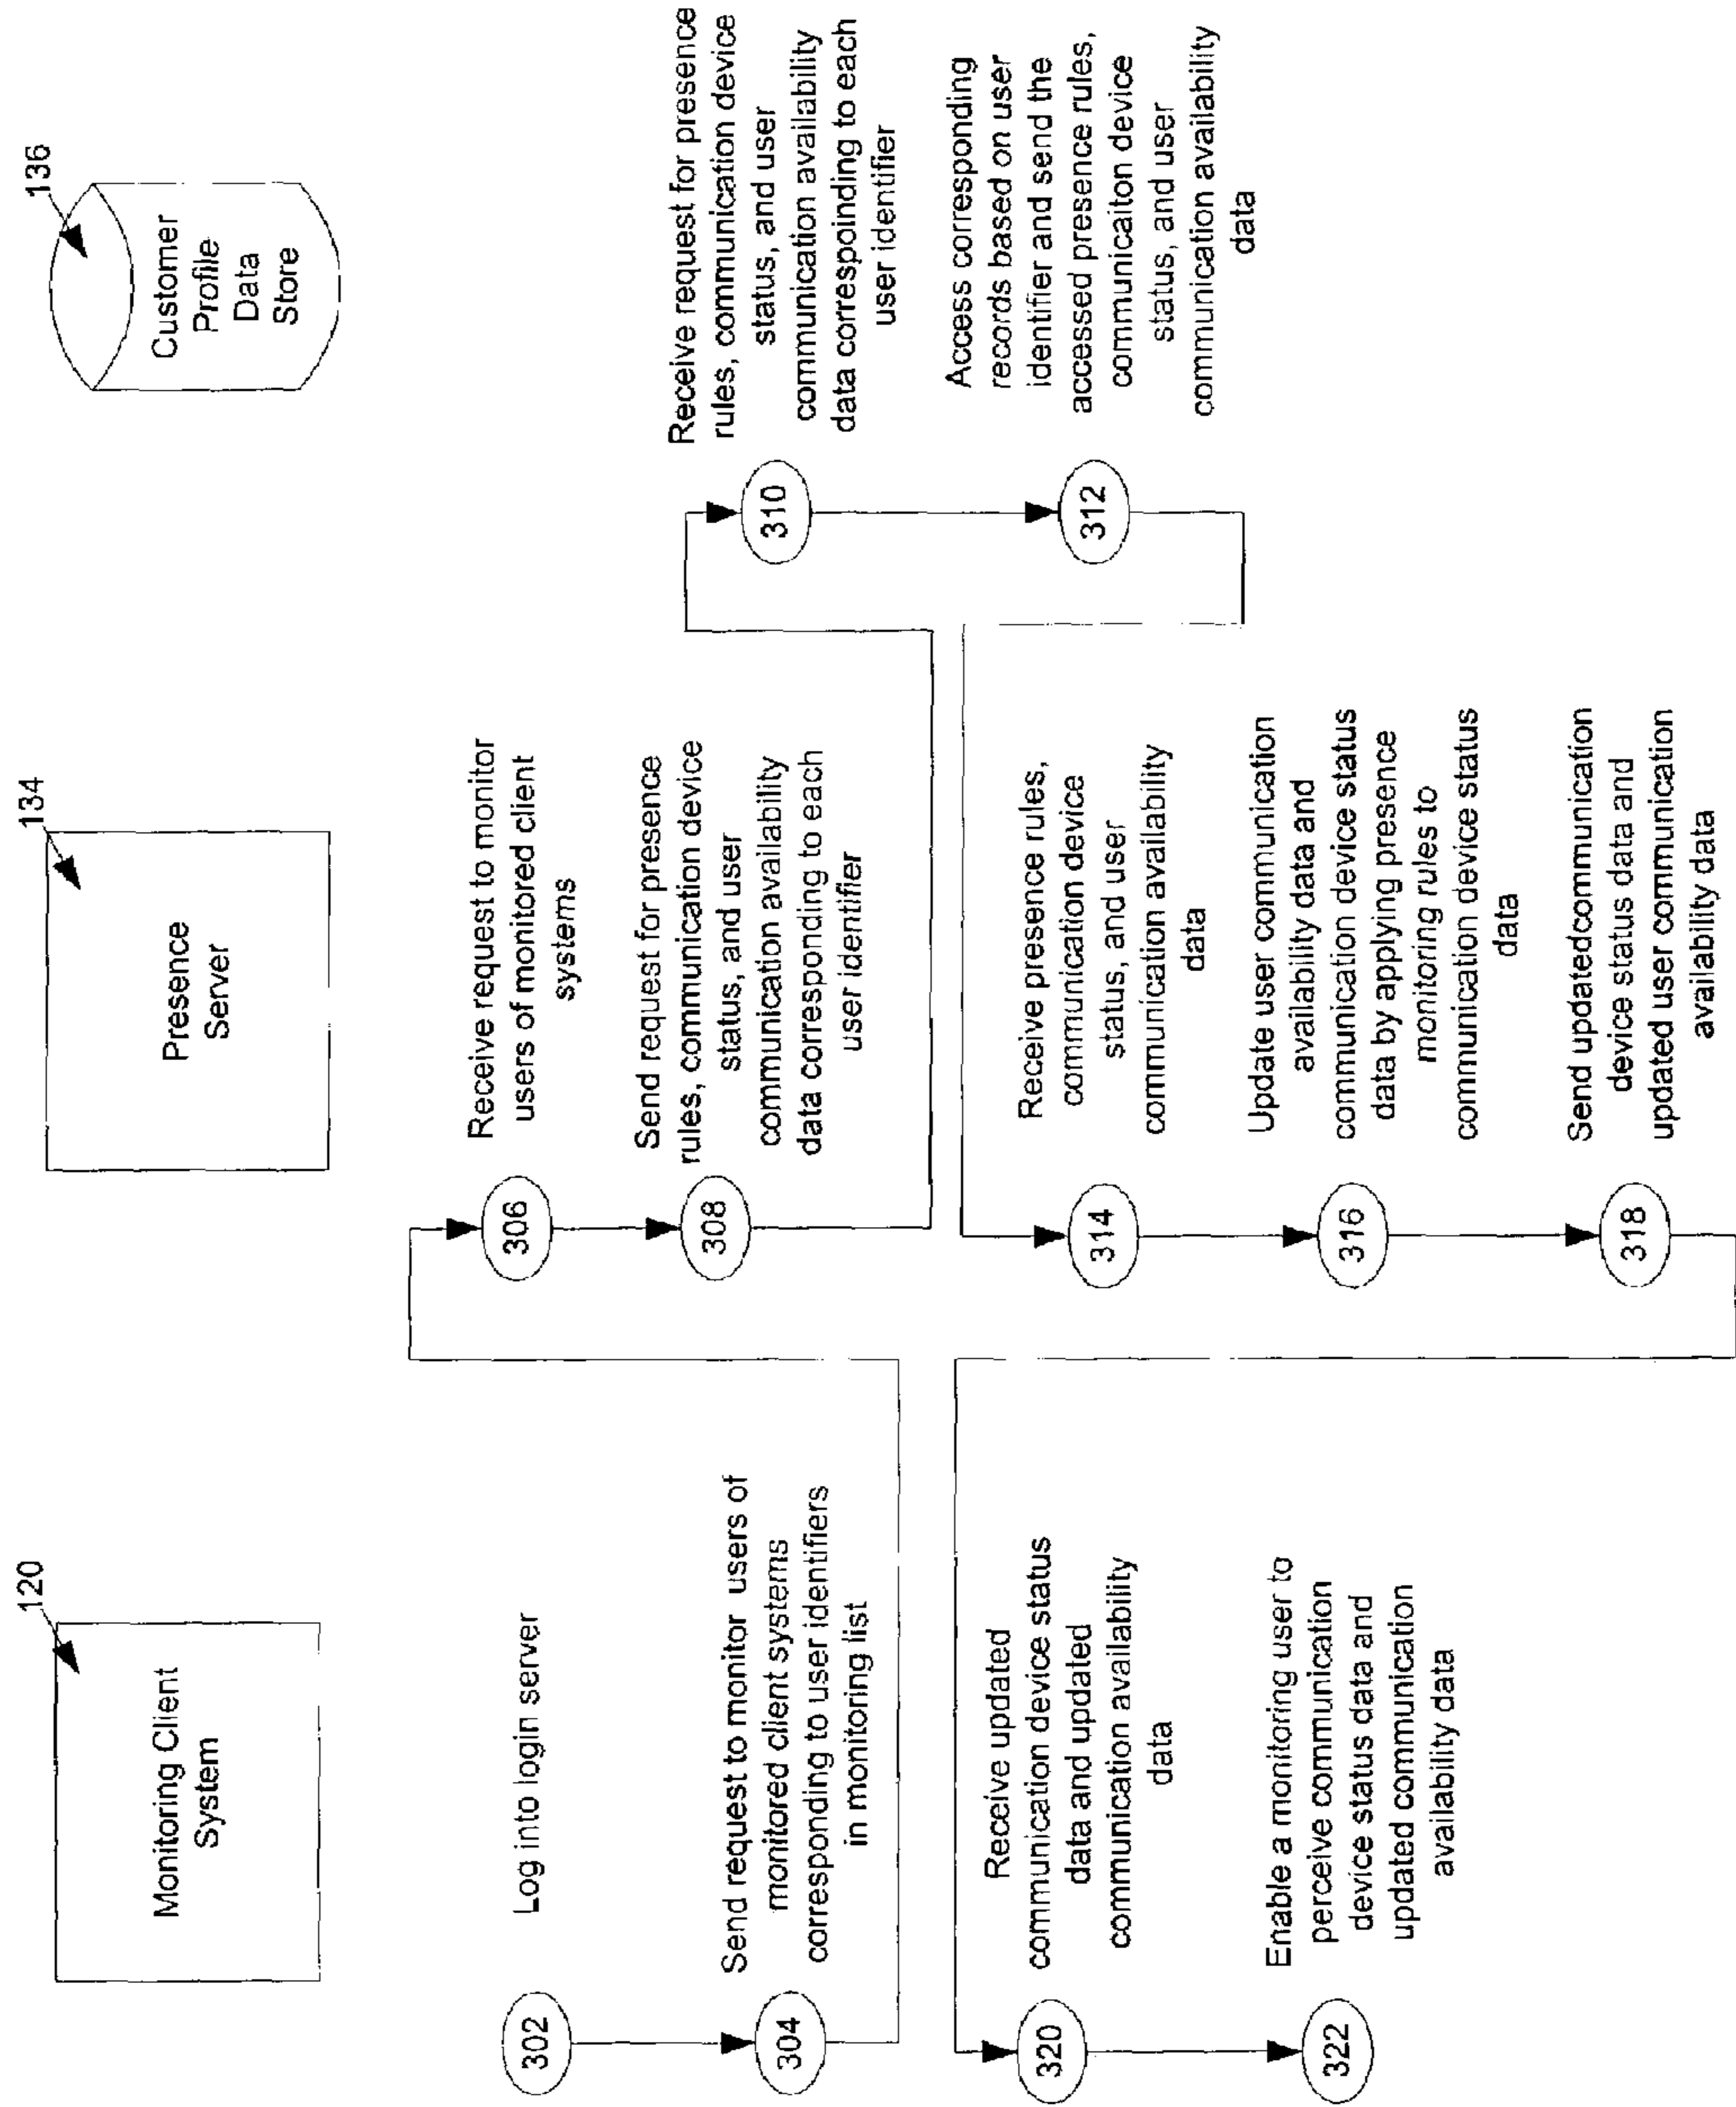 120
Monitoring Client
System
134
Presence
Server
136
Customer
Profile
Data
Store
302
Log into login server
304
Send request to monitor users of
monitored client systems
corresponding to user identifiers
in monitoring list
306
Receive request to monitor
users of monitored client
systems
308
Send request for presence
rules, communication device
status, and user
communication availability
data corresponding to each
user identifier
310
Receive request for presence
rules, communication device
status, and user
communication availability
data correspoinding to each
user identifier
312
Access corresponding
records based on user
identifier and send the
accessed presence rules,
communicaiton device
status, and user
communication availability
data
314
Receive presence rules,
communication device
status, and user
communication availability
data
316
Update user communication
availability data and
communication device status
data by applying presence
monitoring rules to
communication device status
data
318
Send updatedcommunication
device status data and
updated user communication
availability data
320
Receive updated
communication device status
data and updated
communication availability
data
322
Enable a monitoring user to
perceive communication
device status data and
updated communication
availability data